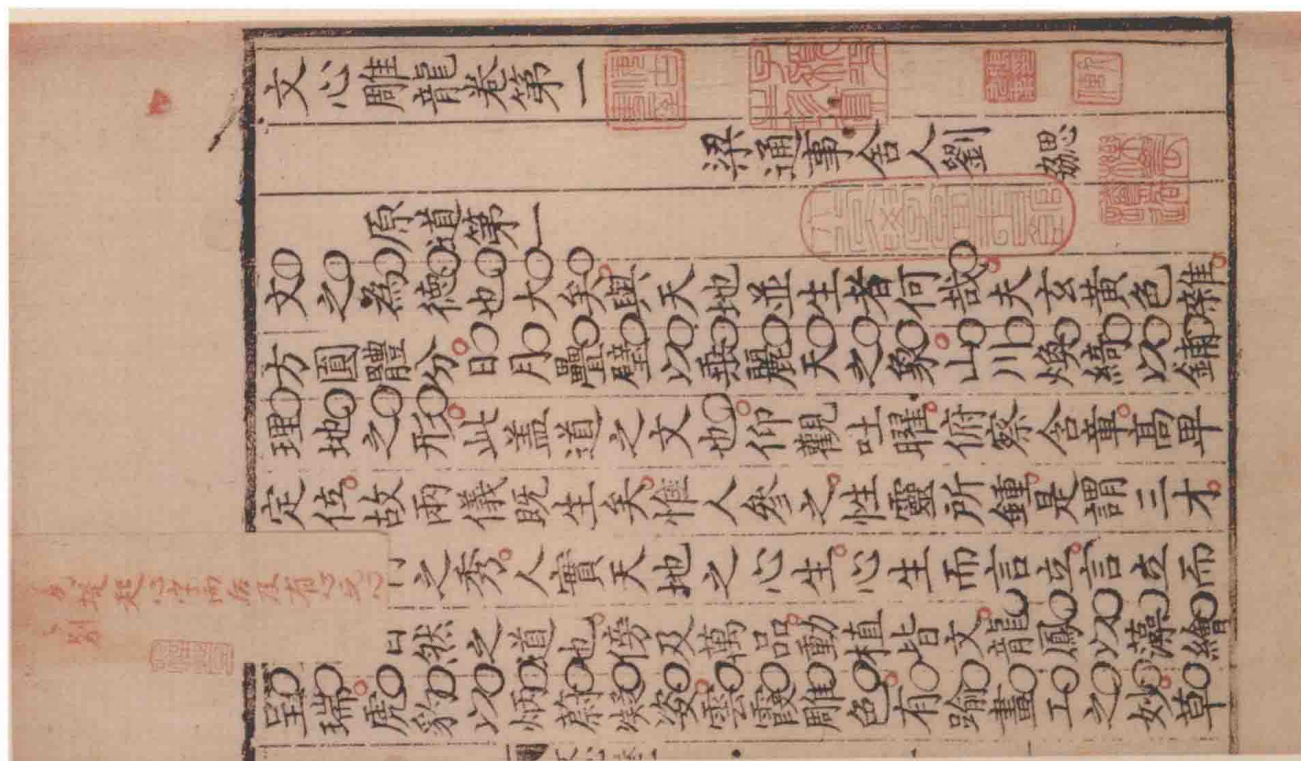 文心雕龍卷第一
梁通事舍人劉勰
原道第一
文之為德也大矣與天地並生者何哉夫玄黃色雜
方圓體分日月疊璧以垂麗天之象山川煥綺以鋪
理地之形此盖道之文也仰觀吐曜俯察含章高卑
定位故兩儀既生矣惟人參之性靈所鍾是謂三才
之秀人實天地之心生心生而言立言立而
然之道也傍及萬品動植皆文龍鳳以藻繪
呈瑞虎豹以炳蔚凝姿雲霞雕色有踰畫工之妙草